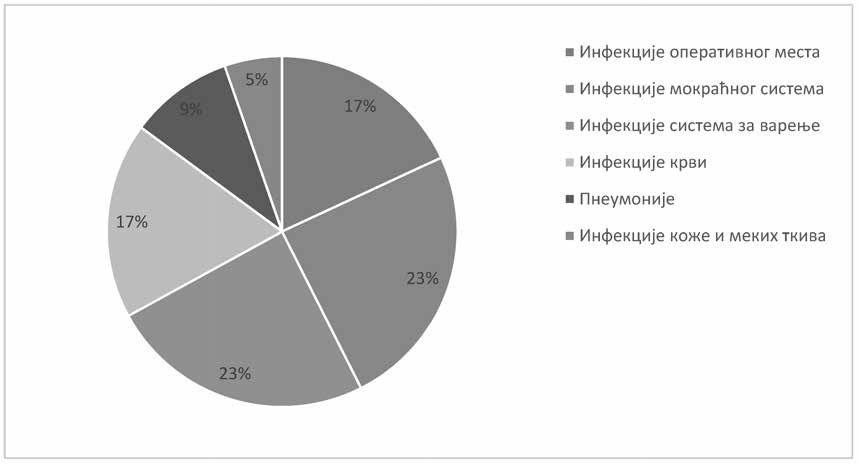 5%
17%
9%
17%
23%
23%
Инфекције оперативног места
Инфекције мокраћног система
Инфекције система за варење
Инфекције крви
Пнеумоније
Инфекције коже и меких ткива